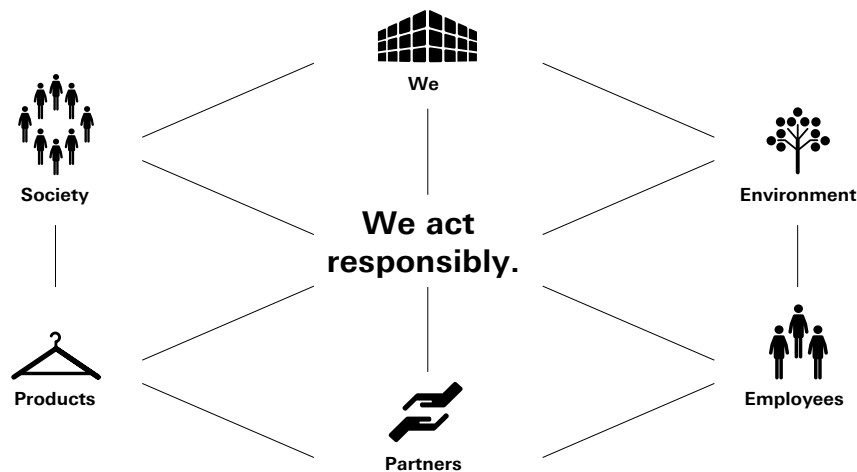 We
Society
Environment
We act
responsibly.
Products
Employees
Partners